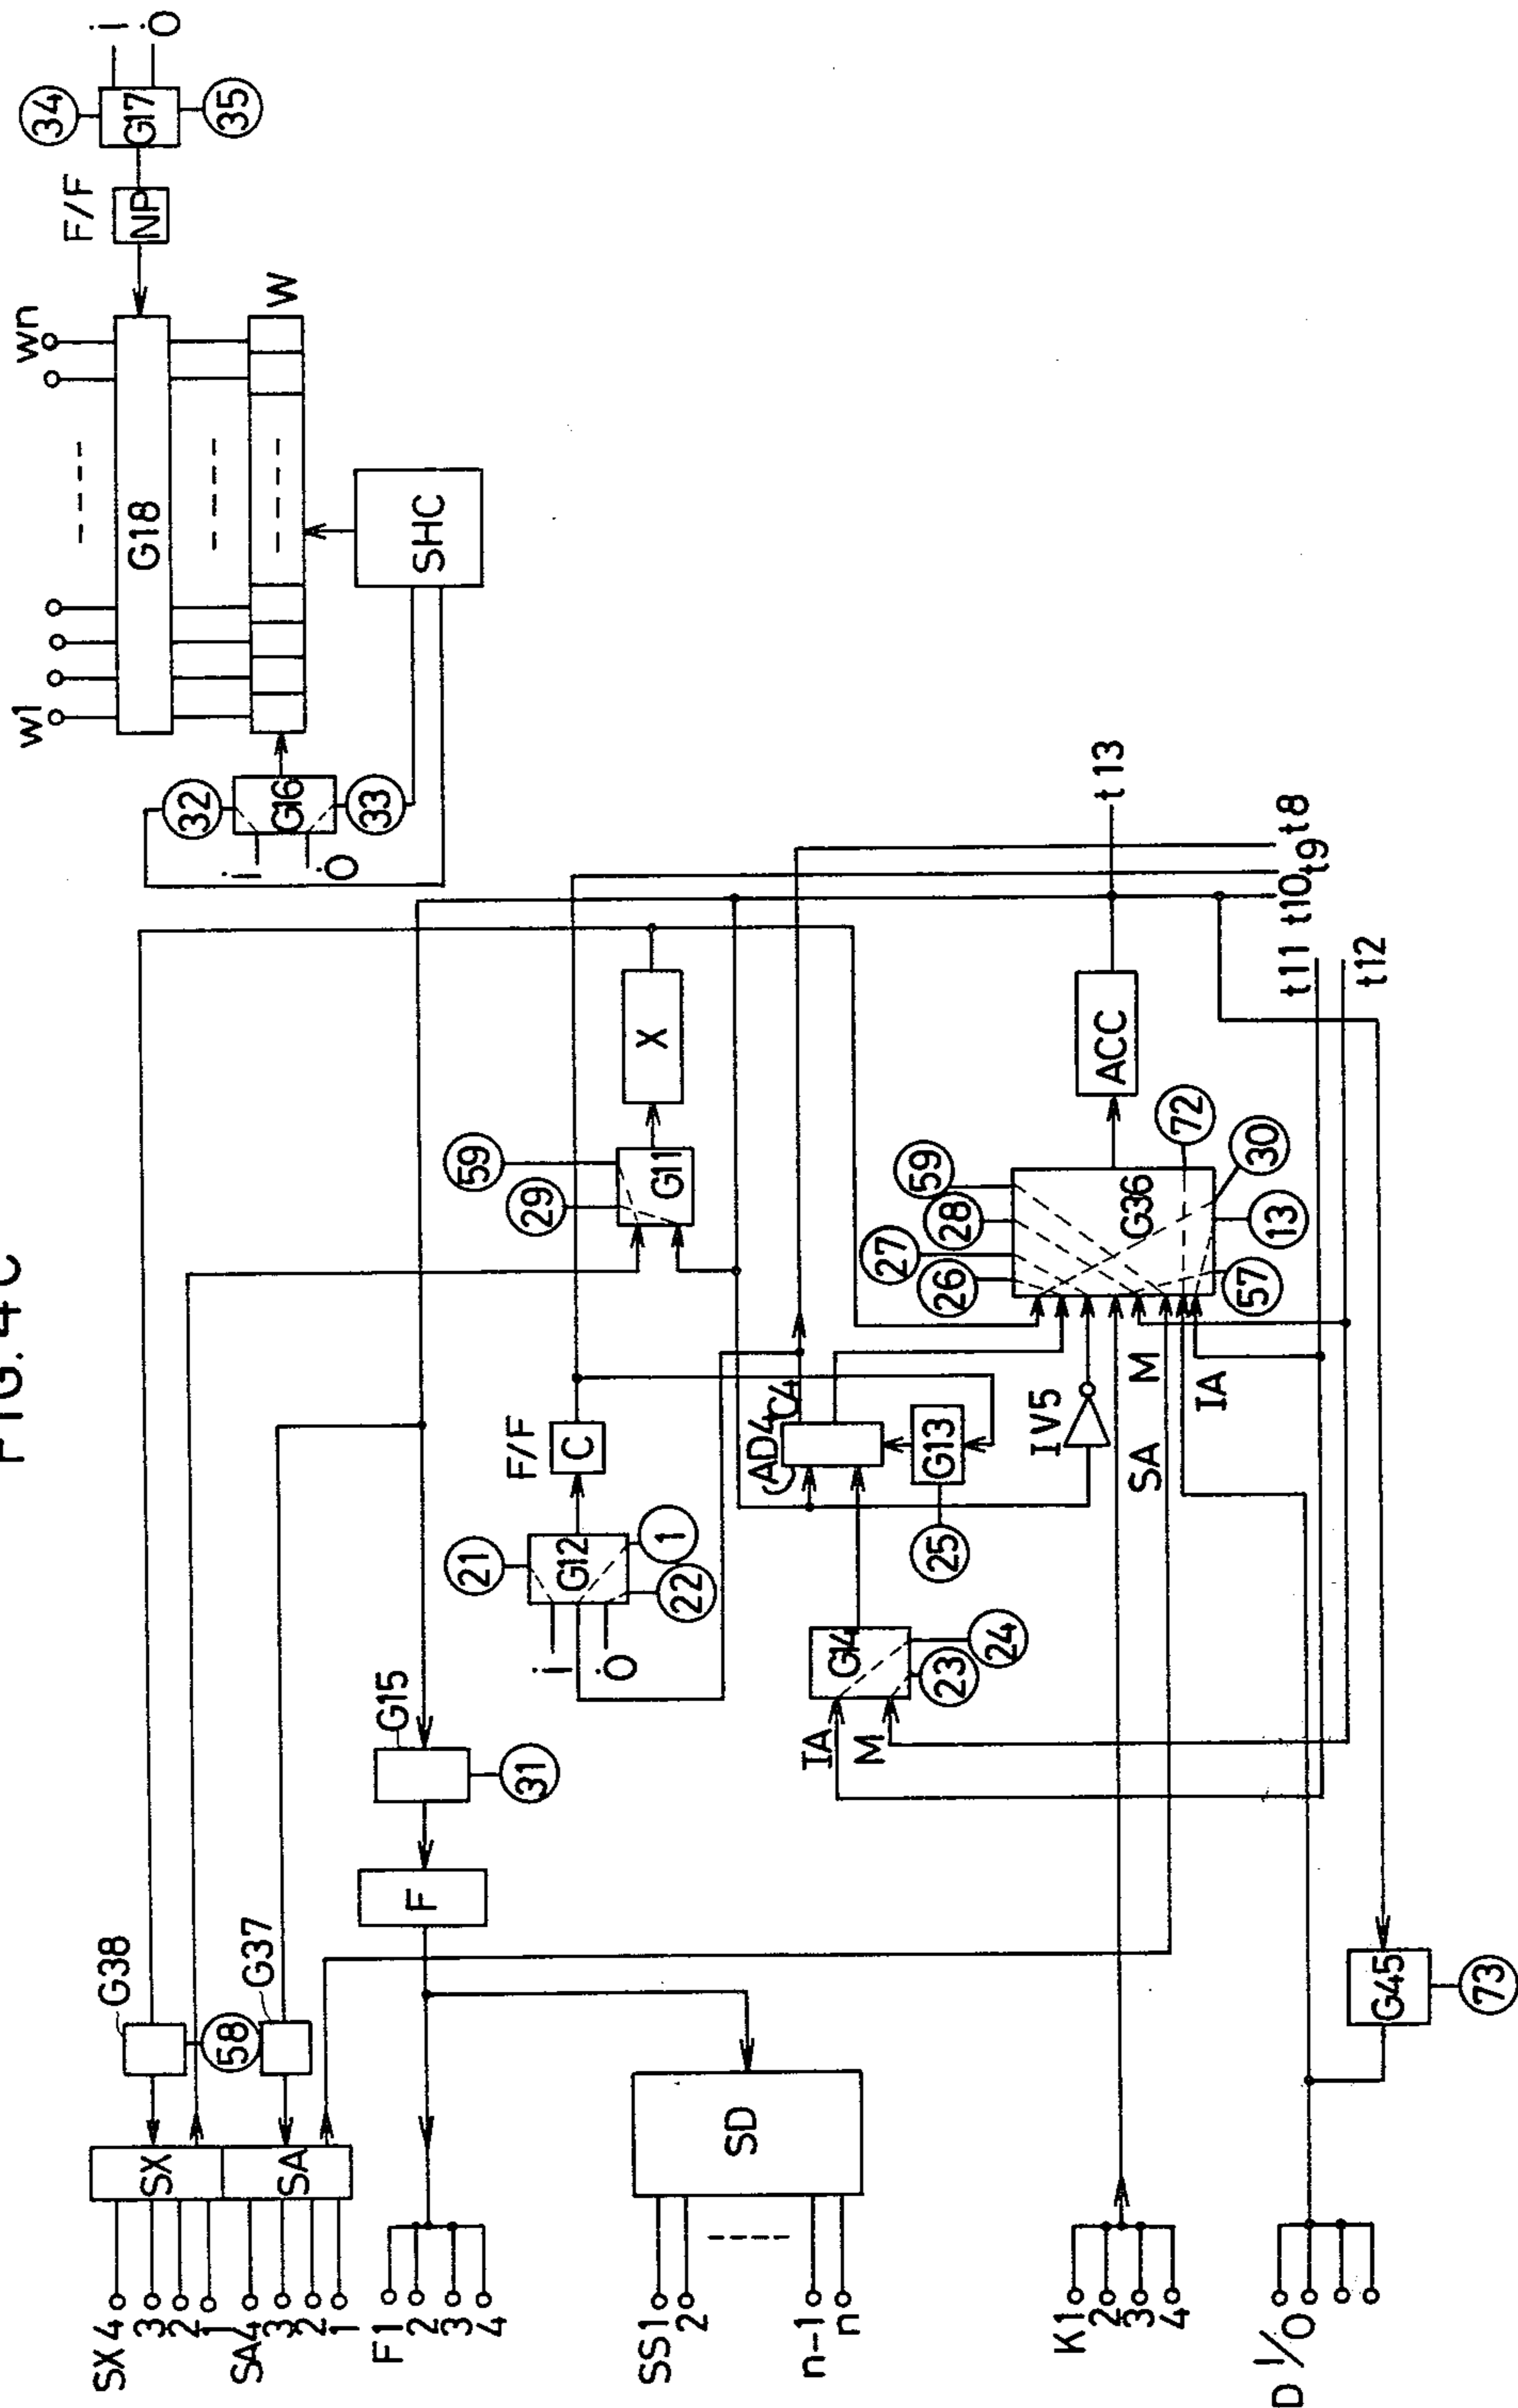 FIG. 4C
SX 4
3
2
1
SA4
3
2
1
SX
SA
G38
58
G37
F1
2
3
4
F
G15
31
SS1
2
n-1
n
SD
K1
2
3
4
D I/O
G45
73
w1
wn
G18
W
F/F
NP
G17
34
35
i
O
SHC
32
G16
33
i
O
21
G12
1
22
i
O
F/F
C
59
29
G11
X
AD4
C4
G13
25
G14
23
24
IA
M
IV5
SA
M
IA
26
27
28
59
G36
72
30
13
57
ACC
t13
t8
t9
t10
t11
t12